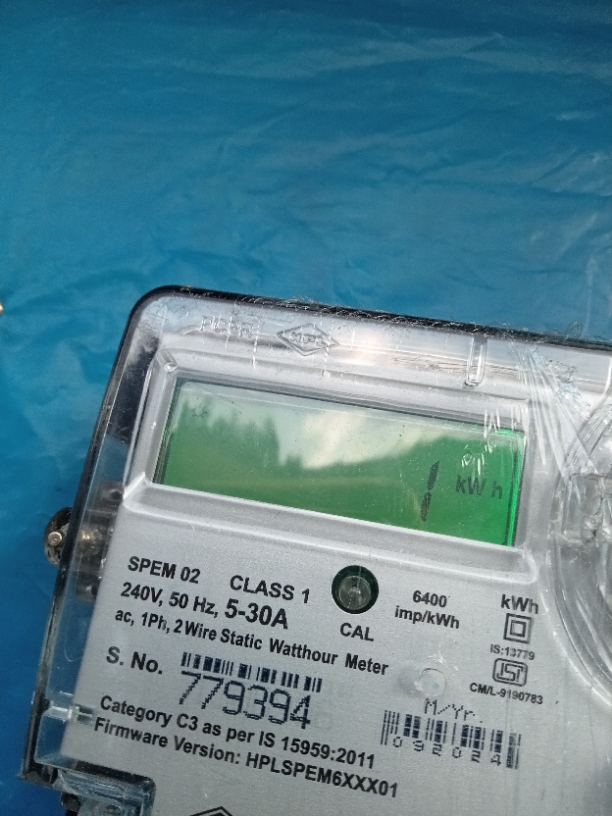 1 kWh
SPEM 02 CLASS 1
240V, 50 Hz, 5-30A
ac, 1Ph, 2 Wire Static Watthour Meter
CAL
6400 imp/kWh
kWh
IS:13779
ISI
CM/L-9190783
S. No.
779394
M/Yr.
092024
Category C3 as per IS 15959:2011
Firmware Version: HPLSPEM6XXX01